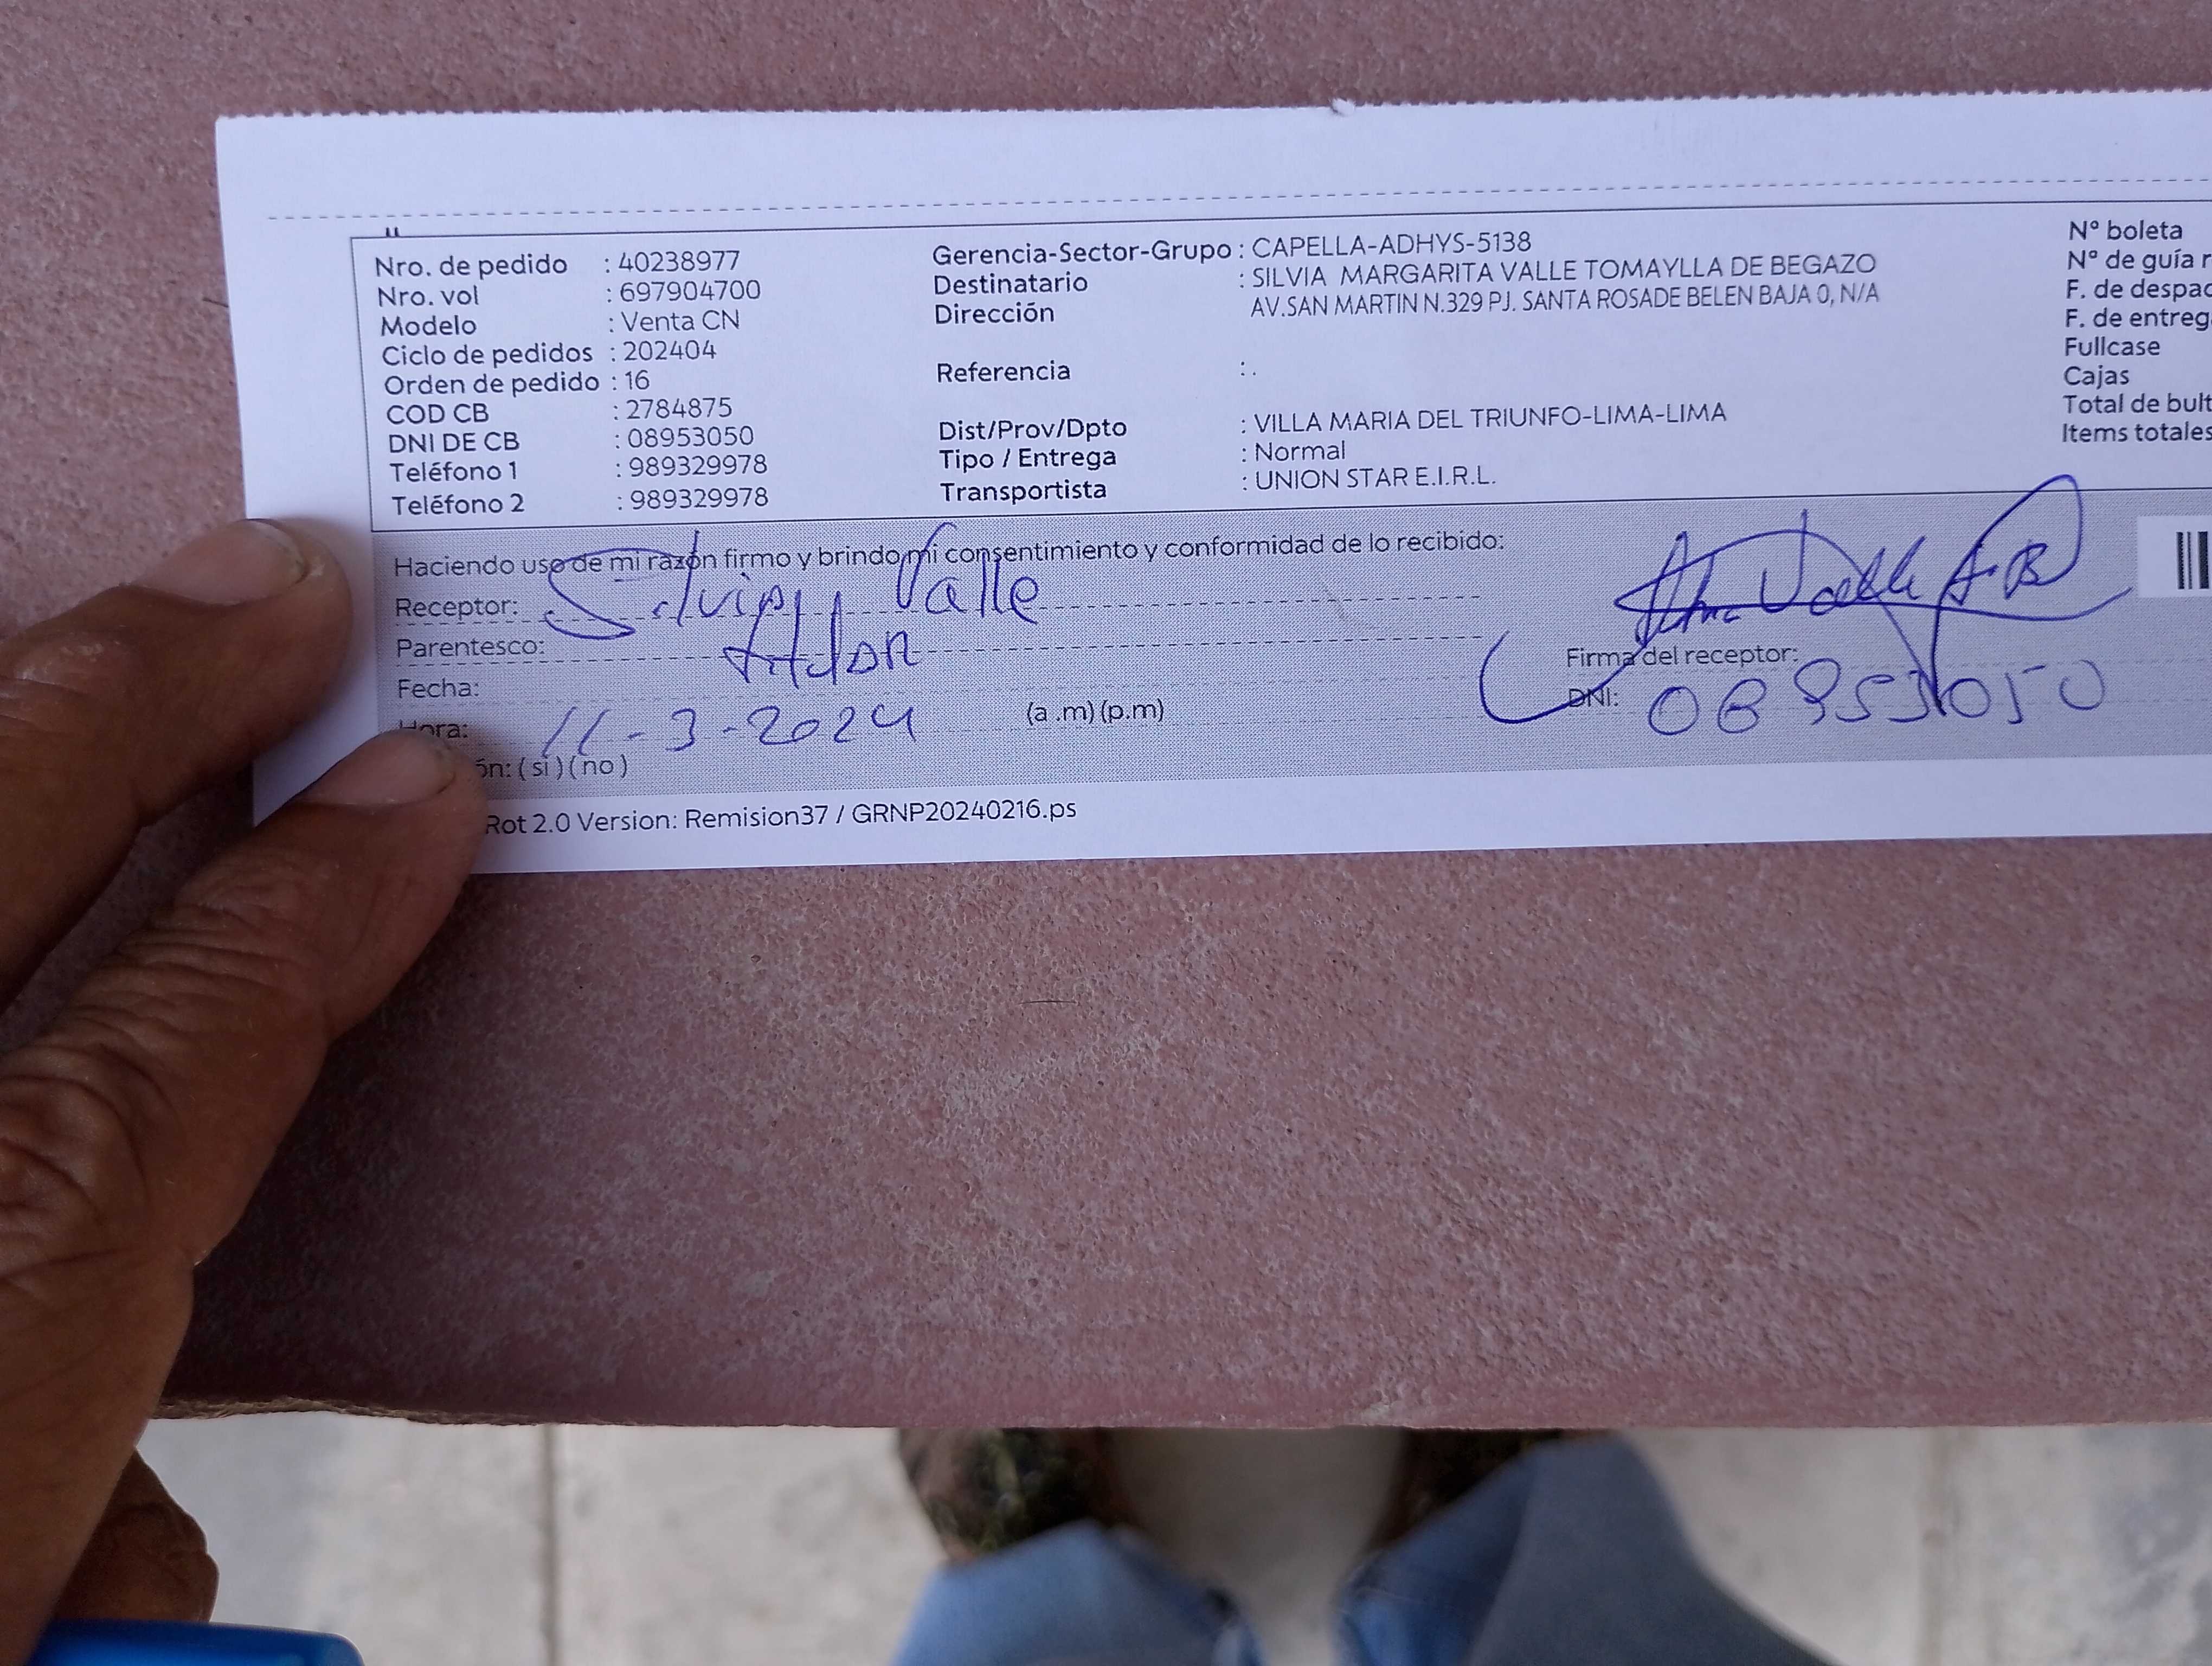 Nro. de pedido : 40238977
Nro. vol : 697904700
Modelo : Venta CN
Ciclo de pedidos : 202404
Orden de pedido : 16
COD CB : 2784875
DNI DE CB : 08953050
Teléfono 1 : 989329978
Teléfono 2 : 989329978
Gerencia-Sector-Grupo : CAPELLA-ADHYS-5138
Destinatario : SILVIA MARGARITA VALLE TOMAYLLA DE BEGAZO
Dirección AV.SAN MARTIN N.329 PJ. SANTA ROSADE BELEN BAJA 0, N/A
Referencia : .
Dist/Prov/Dpto : VILLA MARIA DEL TRIUNFO-LIMA-LIMA
Tipo / Entrega : Normal
Transportista : UNION STAR E.I.R.L.
Nº boleta
Nº de guía r
F. de despac
F. de entreg
Fullcase
Cajas
Total de bult
Items totales
Haciendo uso de mi razón firmo y brindo mi consentimiento y conformidad de lo recibido:
Receptor: Silvia Valle
Parentesco: titular
Fecha:
Hora: 11-3-2024 (a .m) (p.m)
ón: ( si ) ( no )
Firma del receptor:
DNI: 08953050
Rot 2.0 Version: Remision37 / GRNP20240216.ps